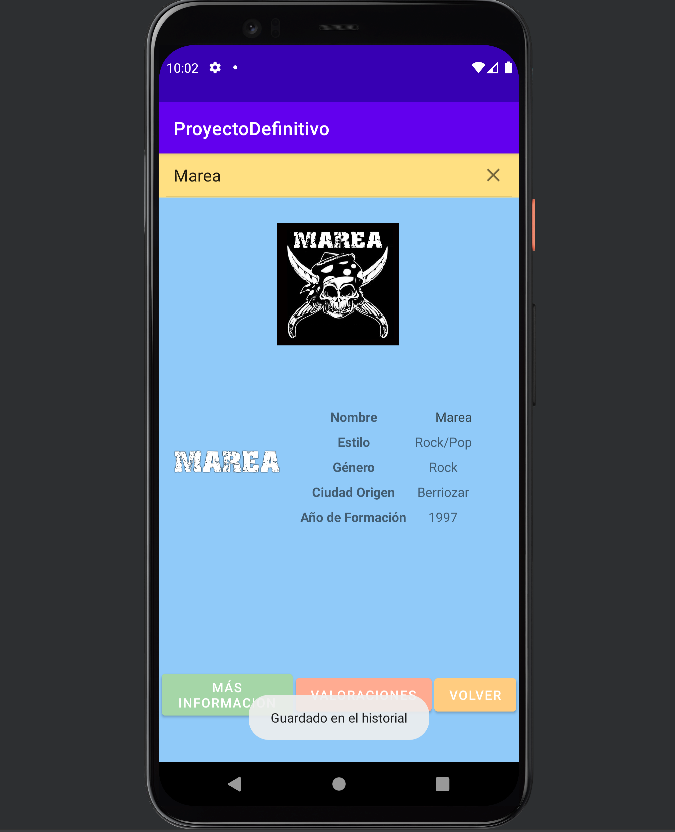 10:02
ProyectoDefinitivo
Marea
MAREA
Nombre Marea
Estilo Rock/Pop
MAREA
Género Rock
Ciudad Origen Berriozar
Año de Formación 1997
MÁS
INFORMACIÓN
VALORACIONES
VOLVER
Guardado en el historial